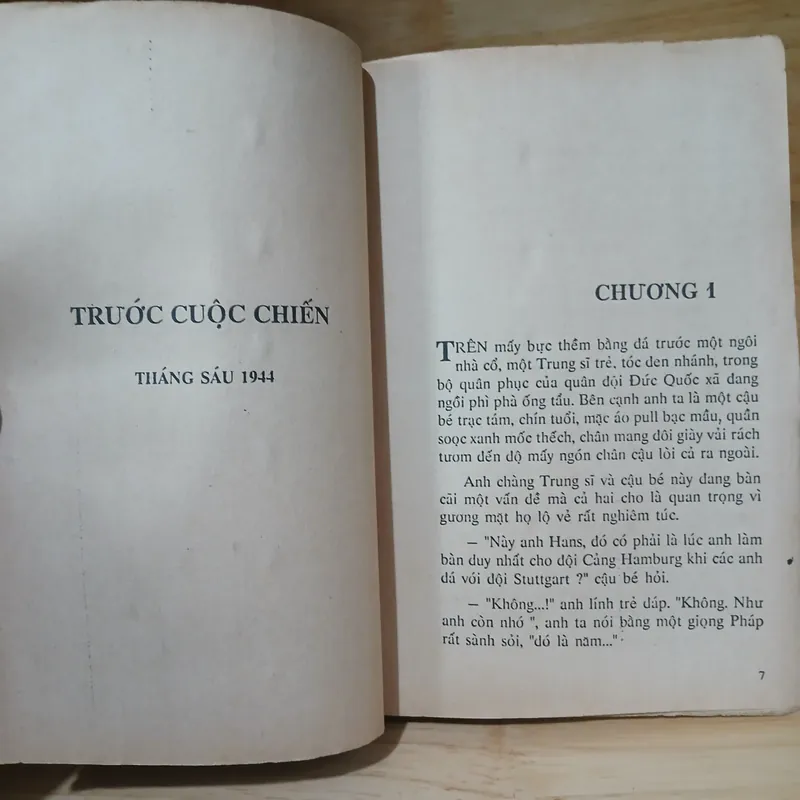 TRƯỚC CUỘC CHIẾN
THÁNG SÁU 1944
CHƯƠNG 1
TRÊN mấy bực thềm bằng đá trước một ngôi
nhà cổ, một Trung sĩ trẻ, tóc đen nhánh, trong
bộ quân phục của quân đội Đức Quốc xã đang
ngồi phì phà ống tẩu. Bên cạnh anh ta là một cậu
bé trạc tám, chín tuổi, mặc áo pull bạc mầu, quần
soọc xanh mốc thếch, chân mang đôi giày vải rách
tươm đến độ mấy ngón chân cậu lòi cả ra ngoài.
Anh chàng Trung sĩ và cậu bé này đang bàn
cãi một vấn đề mà cả hai cho là quan trọng vì
gương mặt họ lộ vẻ rất nghiêm túc.
– "Này anh Hans, đó có phải là lúc anh làm
bàn duy nhất cho đội Cảng Hamburg khi các anh
đá với đội Stuttgart ?" cậu bé hỏi.
– "Không...!" anh lính trẻ đáp. "Không. Như
anh còn nhớ ", anh ta nói bằng một giọng Pháp
rất sành sỏi, "đó là năm..."
7